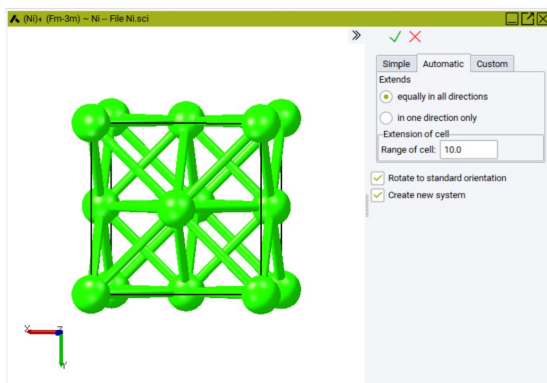 (Ni)4 (Fm-3m) ~ Ni -- File Ni.sci
Simple Automatic Custom
Extends
equally in all directions
in one direction only
Extension of cell
Range of cell: 10.0
Rotate to standard orientation
Create new system
X Z
Y